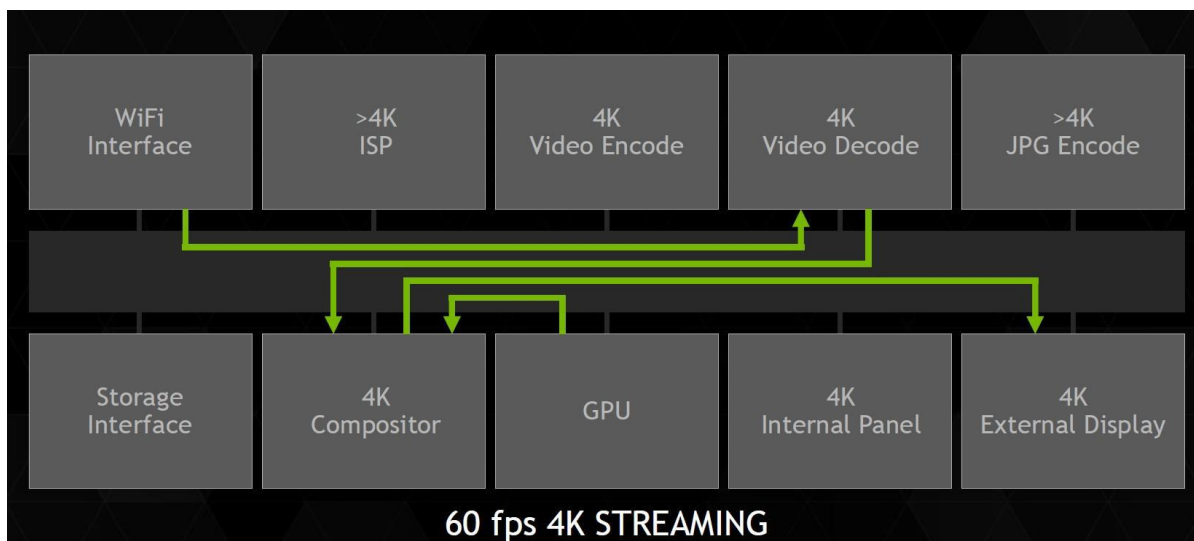 WiFi
Interface
>4K
ISP
4K
Video Encode
4K
Video Decode
>4K
JPG Encode
Storage
Interface
4K
Compositor
GPU
4K
Internal Panel
4K
External Display
60 fps 4K STREAMING